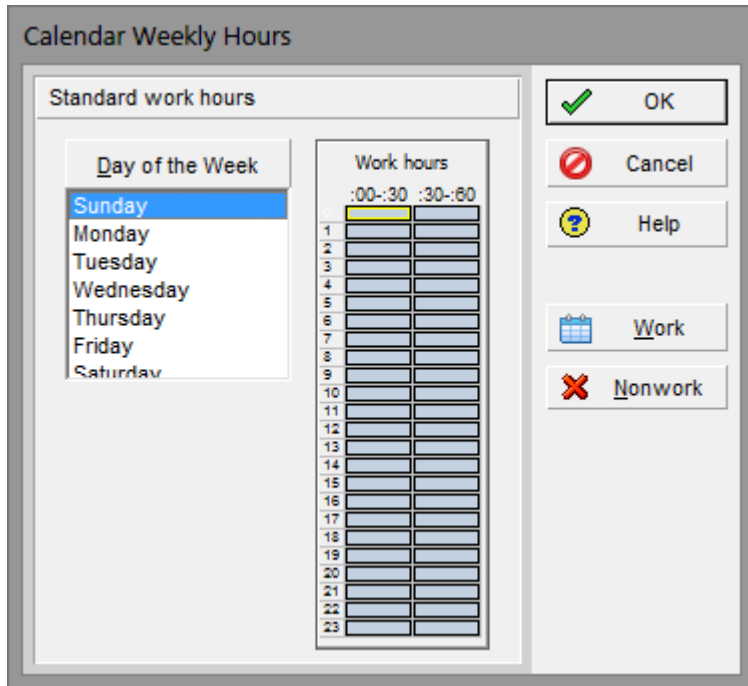 Calendar Weekly Hours
Standard work hours
Day of the Week
Sunday
Monday
Tuesday
Wednesday
Thursday
Friday
Saturday
Work hours
:00-:30 :30-:60
0
1
2
3
4
5
6
7
8
9
10
11
12
13
14
15
16
17
18
19
20
21
22
23
OK
Cancel
Help
Work
Nonwork